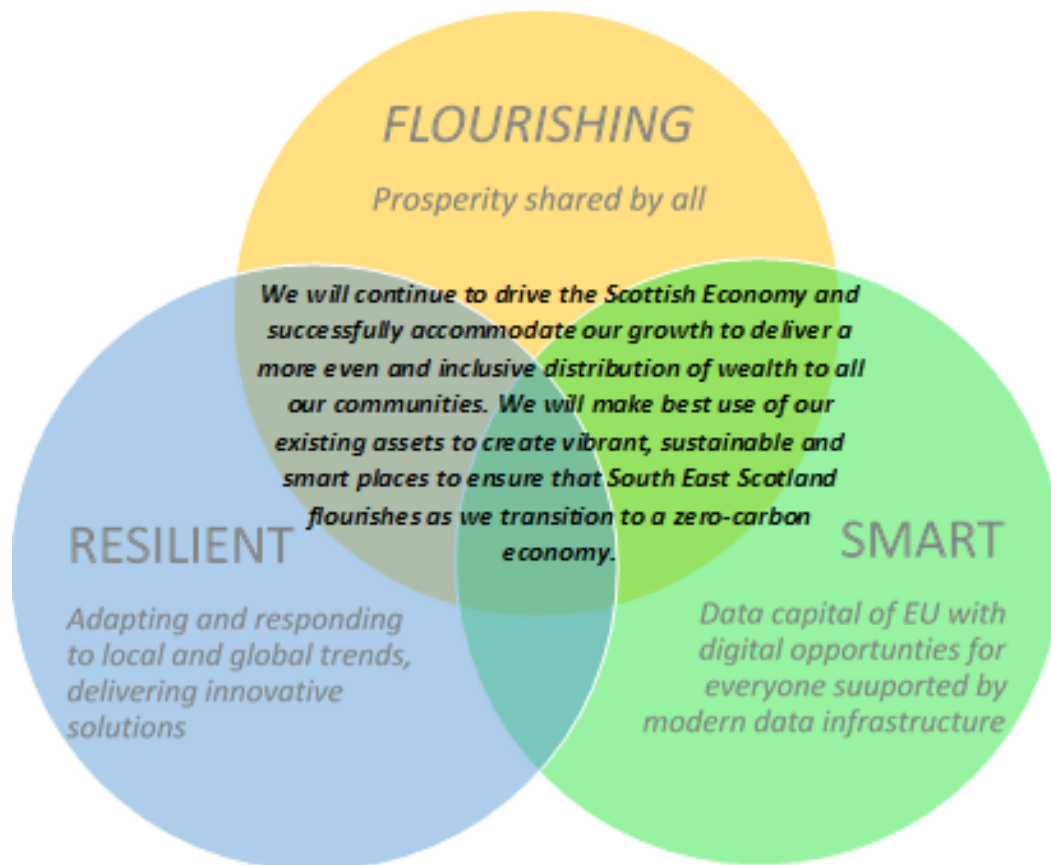 FLOURISHING
Prosperity shared by all
We will continue to drive the Scottish Economy and
successfully accommodate our growth to deliver a
more even and inclusive distribution of wealth to all
our communities. We will make best use of our
existing assets to create vibrant, sustainable and
smart places to ensure that South East Scotland
flourishes as we transition to a zero-carbon
economy.
RESILIENT
Adapting and responding
to local and global trends,
delivering innovative
solutions
SMART
Data capital of EU with
digital opportunties for
everyone suuported by
modern data infrastructure